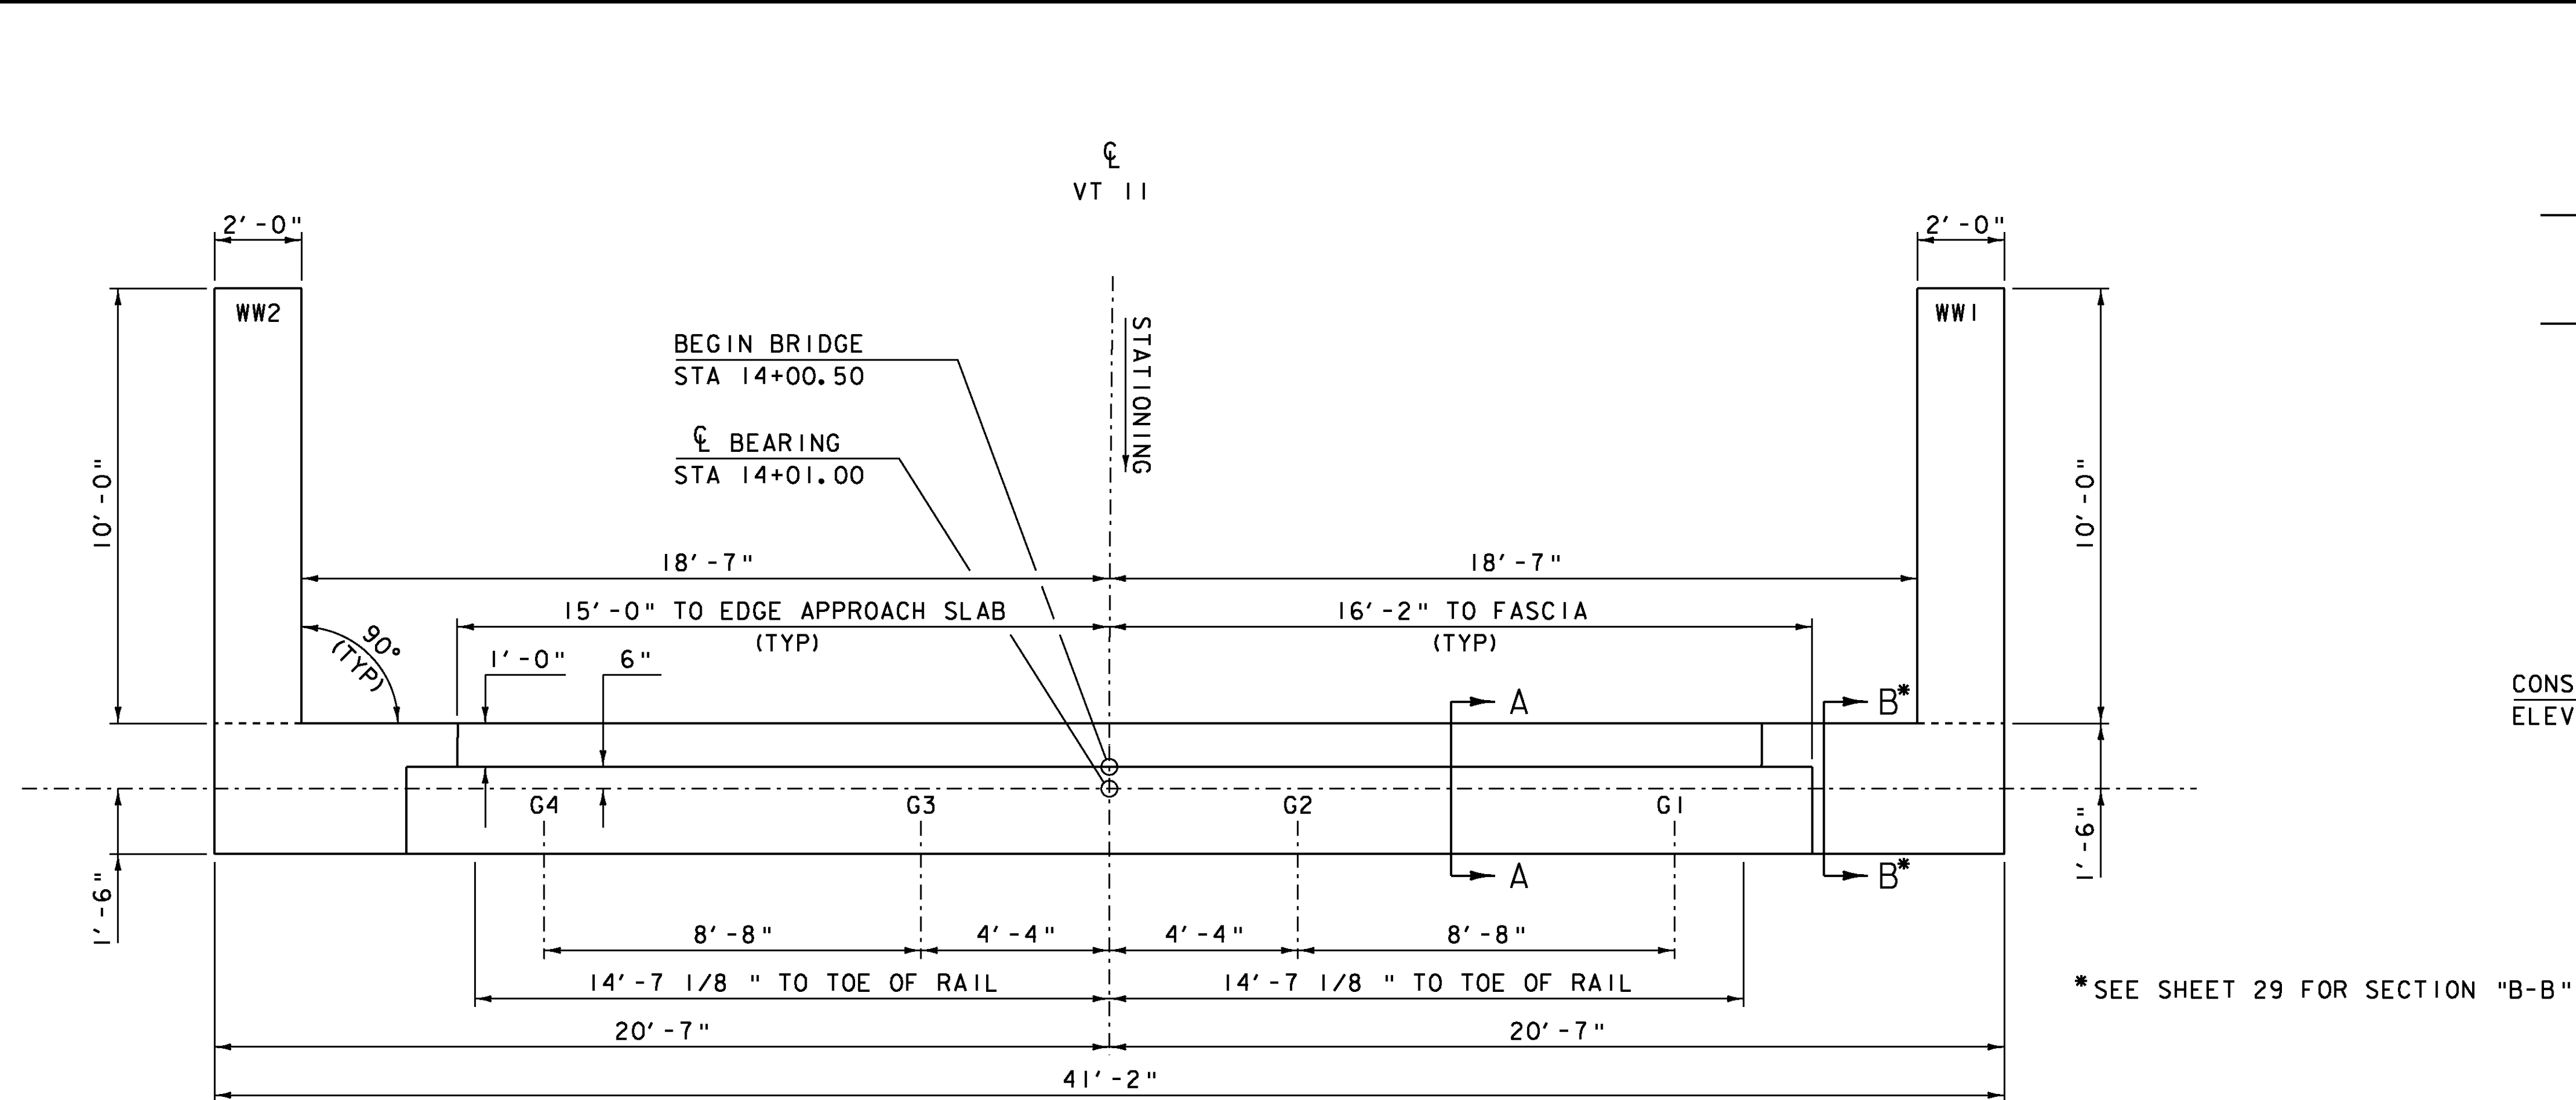 ℄
VT 11
2'-0"
2'-0"
WW2
WW1
BEGIN BRIDGE
STA 14+00.50
STATIONING
℄ BEARING
STA 14+01.00
10'-0"
10'-0"
18'-7"
18'-7"
15'-0" TO EDGE APPROACH SLAB
(TYP)
16'-2" TO FASCIA
(TYP)
90°
(TYP)
1'-0"
6"
A
B*
CONS
ELEV
G4
G3
G2
G1
1'-6"
1'-6"
A
B*
8'-8"
4'-4"
4'-4"
8'-8"
14'-7 1/8 " TO TOE OF RAIL
14'-7 1/8 " TO TOE OF RAIL
*SEE SHEET 29 FOR SECTION "B-B"
20'-7"
20'-7"
41'-2"